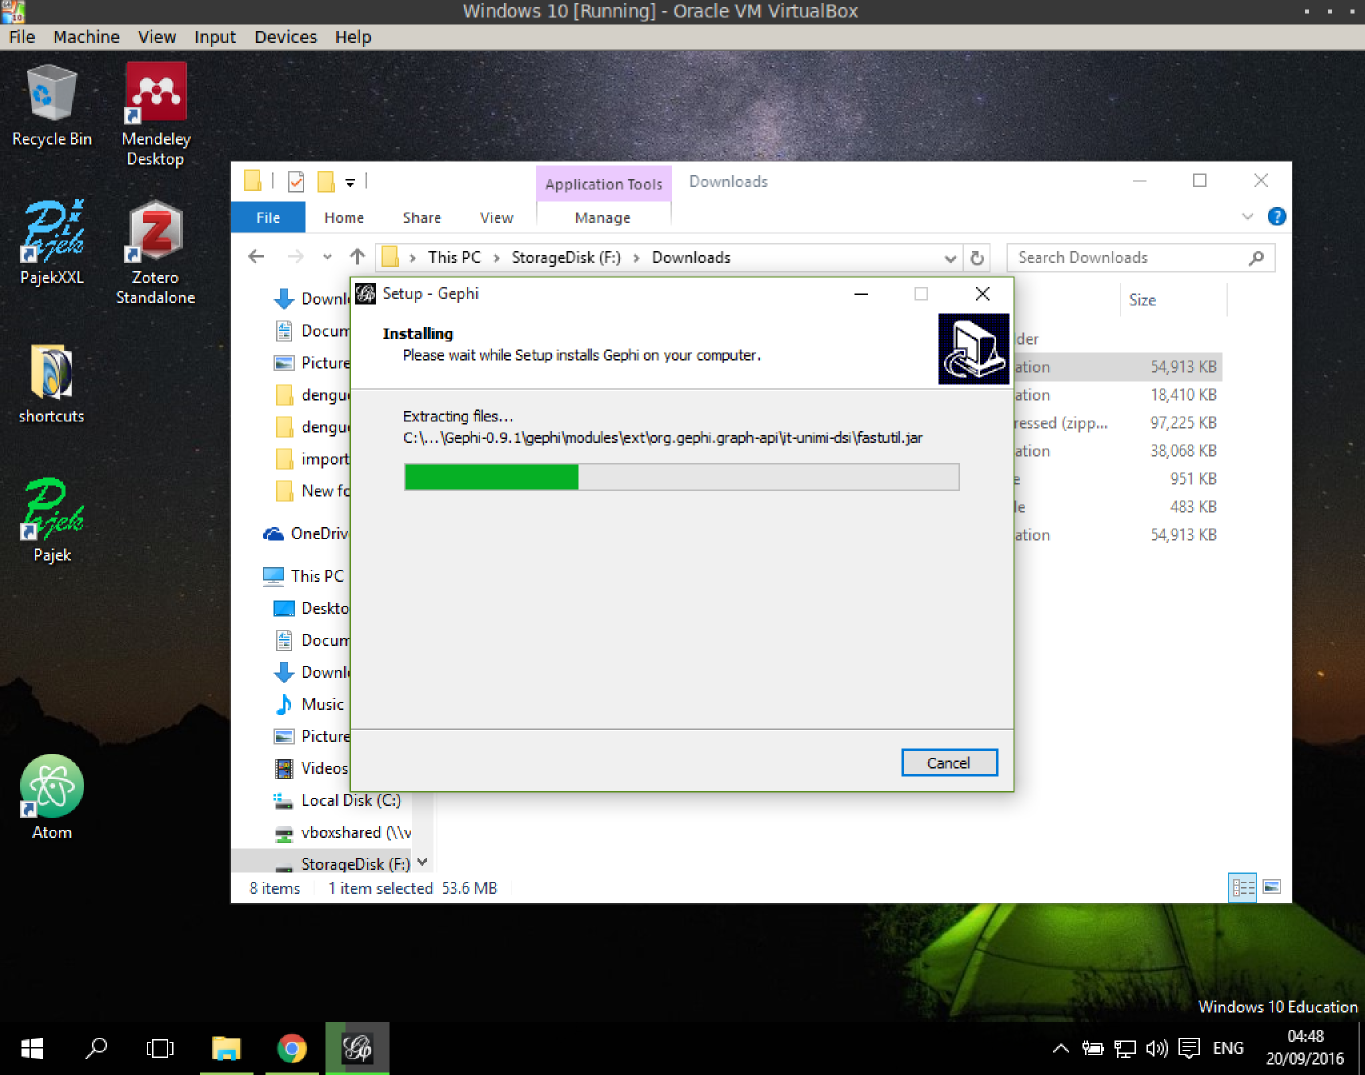 Windows 10 [Running] - Oracle VM VirtualBox
File Machine View Input Devices Help
Recycle Bin
Mendeley
Desktop
PajekXXL
Zotero
Standalone
shortcuts
Pajek
Atom
Application Tools
Downloads
File
Home
Share
View
Manage
This PC
StorageDisk (F:)
Downloads
Search Downloads
Downl
Docum
Picture
dengue
dengu
import
New fo
OneDriv
This PC
Deskto
Docum
Downl
Music
Picture
Videos
Local Disk (C:)
vboxshared (\\v
StorageDisk (F:)
Size
der
ation 54,913 KB
ation 18,410 KB
ressed (zipp... 97,225 KB
ation 38,068 KB
e 951 KB
le 483 KB
ation 54,913 KB
Setup - Gephi
Installing
Please wait while Setup installs Gephi on your computer.
Extracting files...
C:\...\Gephi-0.9.1\gephi\modules\ext\org.gephi.graph-api\it-unimi-dsi\fastutil.jar
Cancel
8 items 1 item selected 53.6 MB
Windows 10 Education
ENG
04:48
20/09/2016